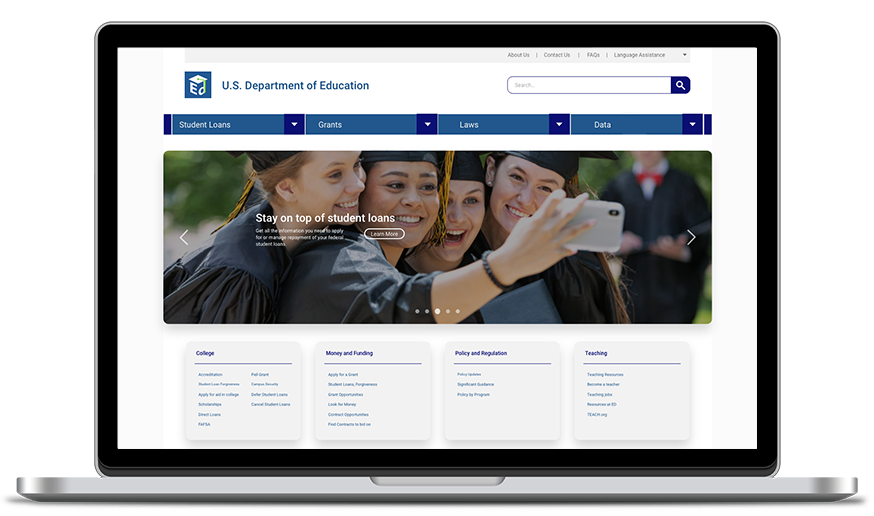 About Us | Contact Us | FAQs | Language Assistance
Ed
U.S. Department of Education
Search...
Student Loans
Grants
Laws
Data
Stay on top of student loans
Get all the information you need to apply
for or manage repayment of your federal
student loans.
Learn More
College
Accreditation
Student Loan Forgiveness
Apply for aid in college
Scholarships
Direct Loans
FAFSA
Pell Grant
Campus Security
Defer Student Loans
Cancel Student Loans
Money and Funding
Apply for a Grant
Student Loans, Forgiveness
Grant Opportunities
Look for Money
Contract Opportunities
Find Contracts to bid on
Policy and Regulation
Policy Updates
Significant Guidance
Policy by Program
Teaching
Teaching Resources
Become a teacher
Teaching jobs
Resources at ED
TEACH.org